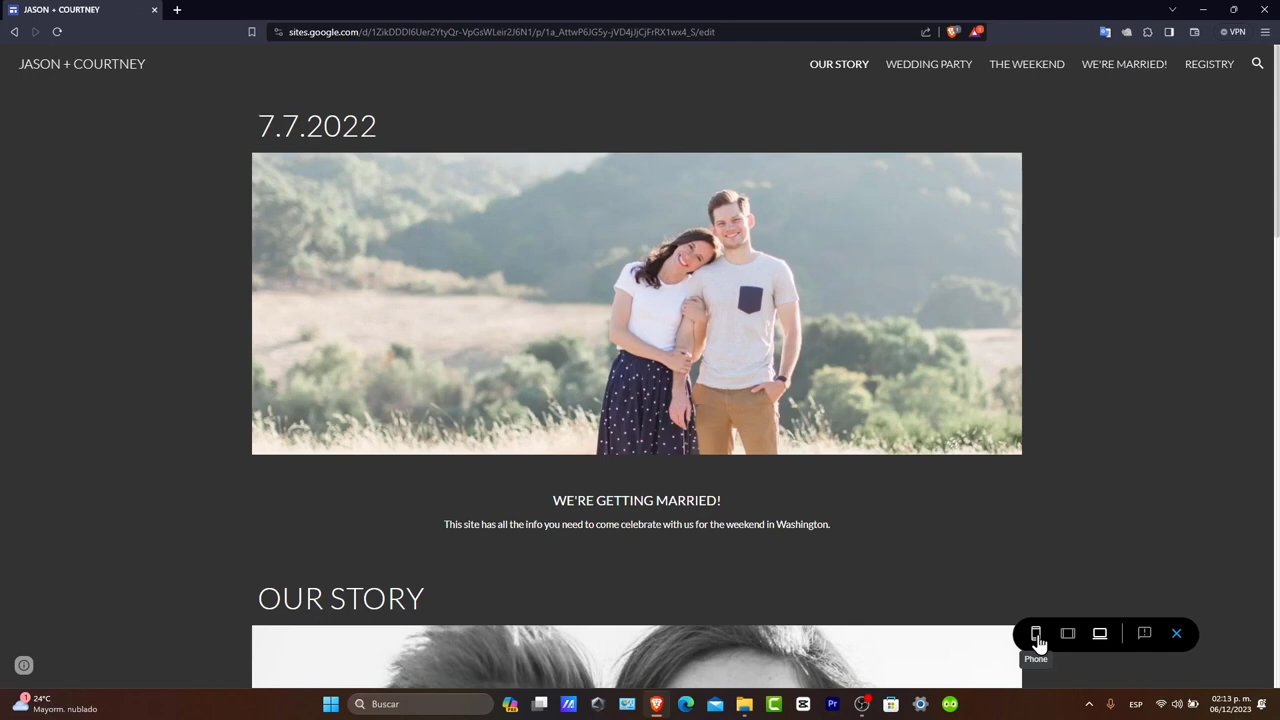 JASON + COURTNEY
sites.google.com/d/1ZikDDDI6Uer2YtyQr-VpGsWLeir2J6N1/p/1a_AttwP6JG5y-jVD4jJjCjFrRX1wx4_S/edit
VPN
JASON + COURTNEY
OUR STORY
WEDDING PARTY
THE WEEKEND
WE'RE MARRIED!
REGISTRY
7.7.2022
WE'RE GETTING MARRIED!
This site has all the info you need to come celebrate with us for the weekend in Washington.
OUR STORY
Phone
24°C
Mayorm. nublado
Buscar
ESP
02:13 p. m.
06/12/2023